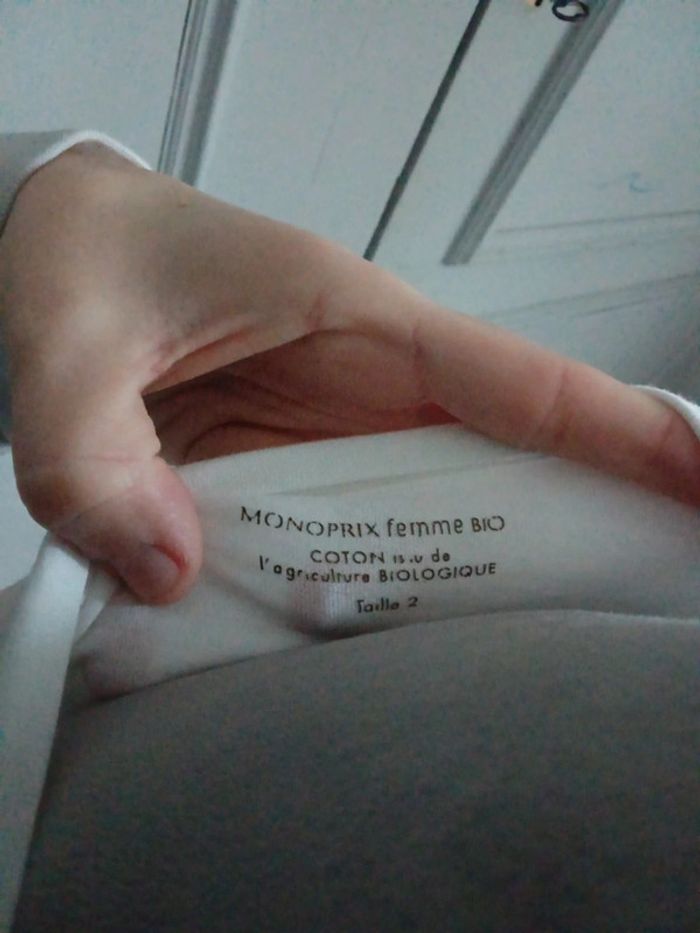 MONOPRIX femme BIO
COTON issu de
l'agriculture BIOLOGIQUE
Taille 2